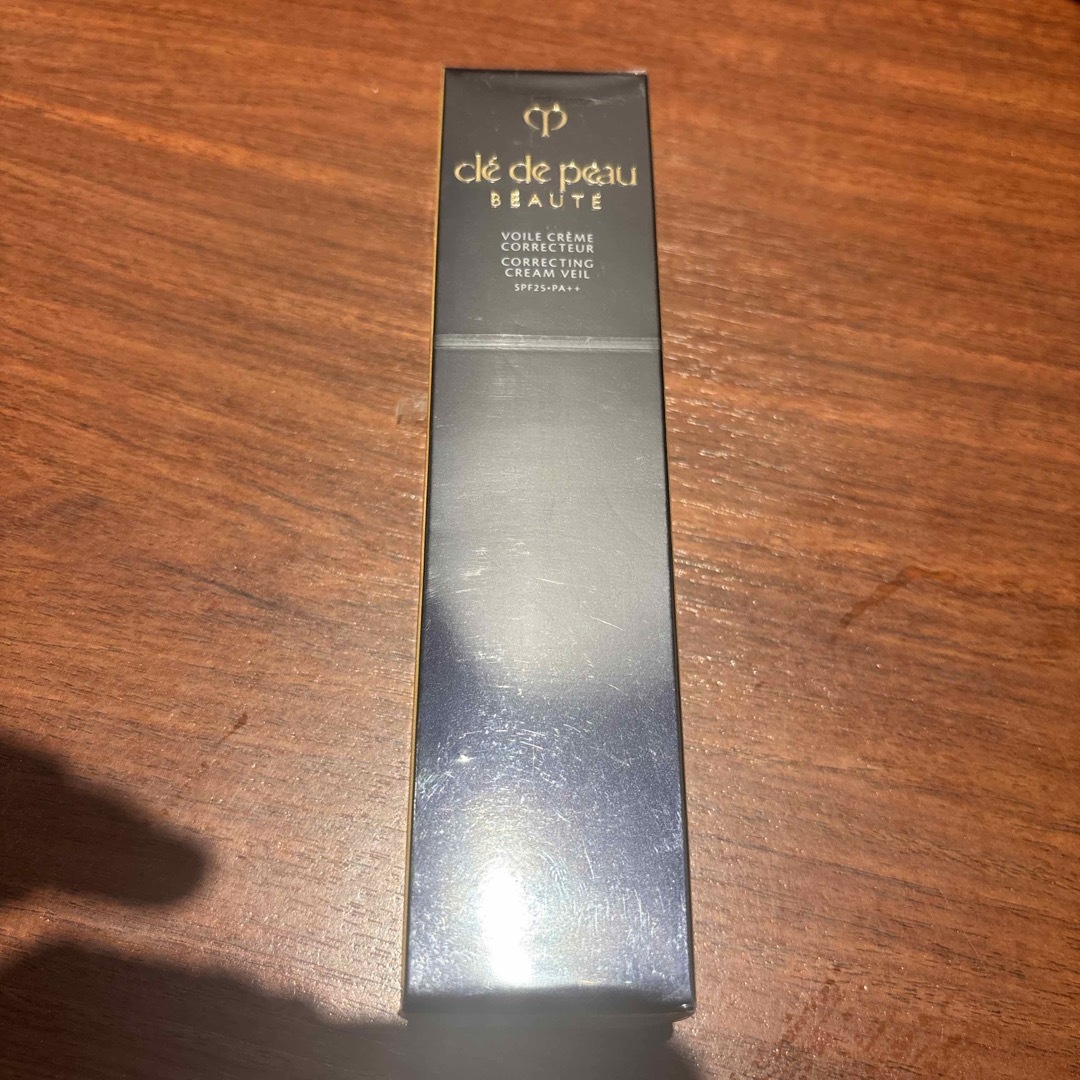 clé de peau
BEAUTÉ
VOILE CRÈME
CORRECTEUR
CORRECTING
CREAM VEIL
SPF25•PA++